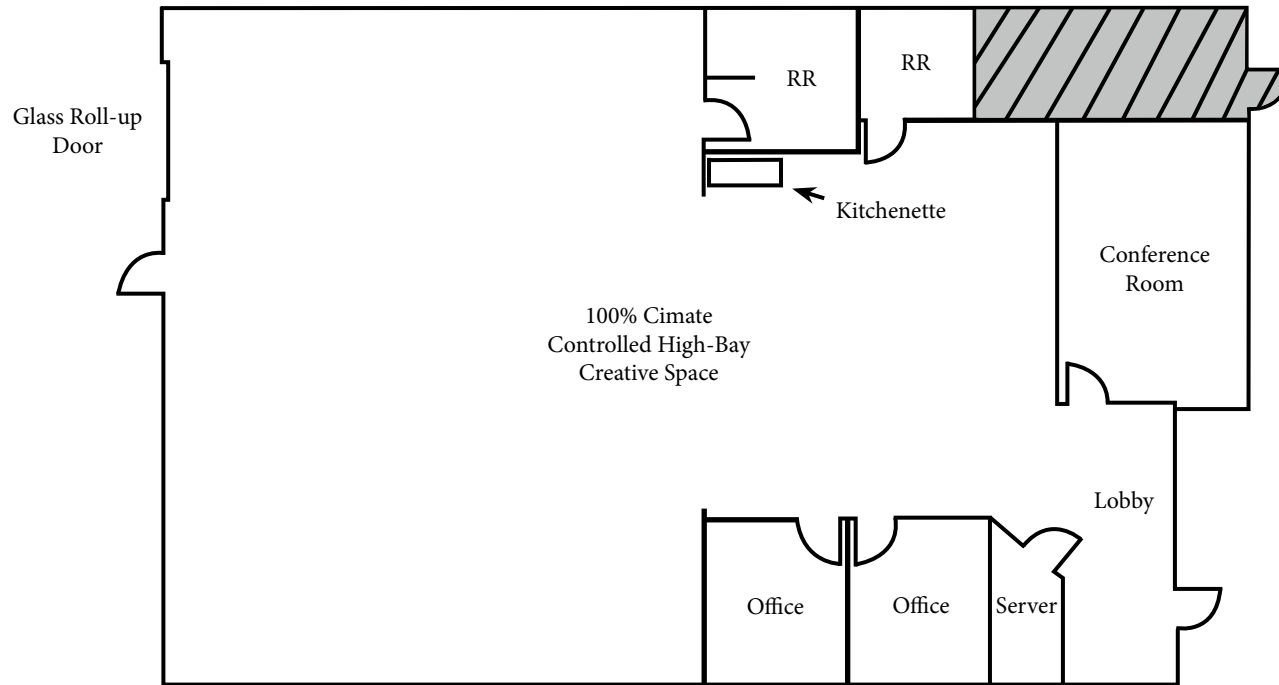 RR
RR
Glass Roll-up
Door
Kitchenette
Conference
Room
100% Cimate
Controlled High-Bay
Creative Space
Lobby
Office
Office
Server